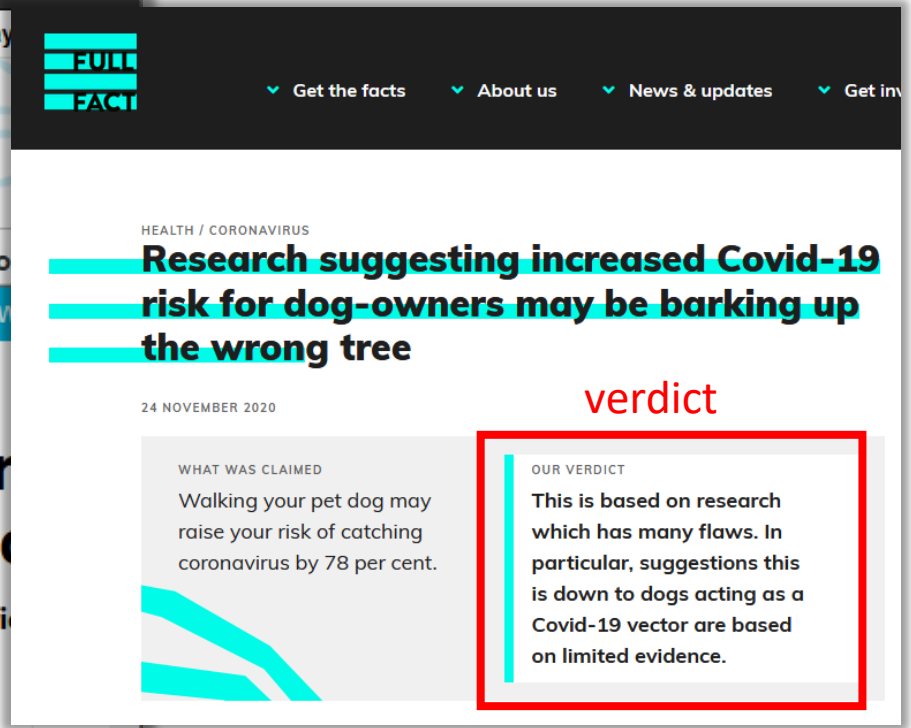 FULL
FACT
Get the facts
About us
News & updates
Get inv
HEALTH / CORONAVIRUS
Research suggesting increased Covid-19
risk for dog-owners may be barking up
the wrong tree
24 NOVEMBER 2020
verdict
WHAT WAS CLAIMED
Walking your pet dog may
raise your risk of catching
coronavirus by 78 per cent.
OUR VERDICT
This is based on research
which has many flaws. In
particular, suggestions this
is down to dogs acting as a
Covid-19 vector are based
on limited evidence.